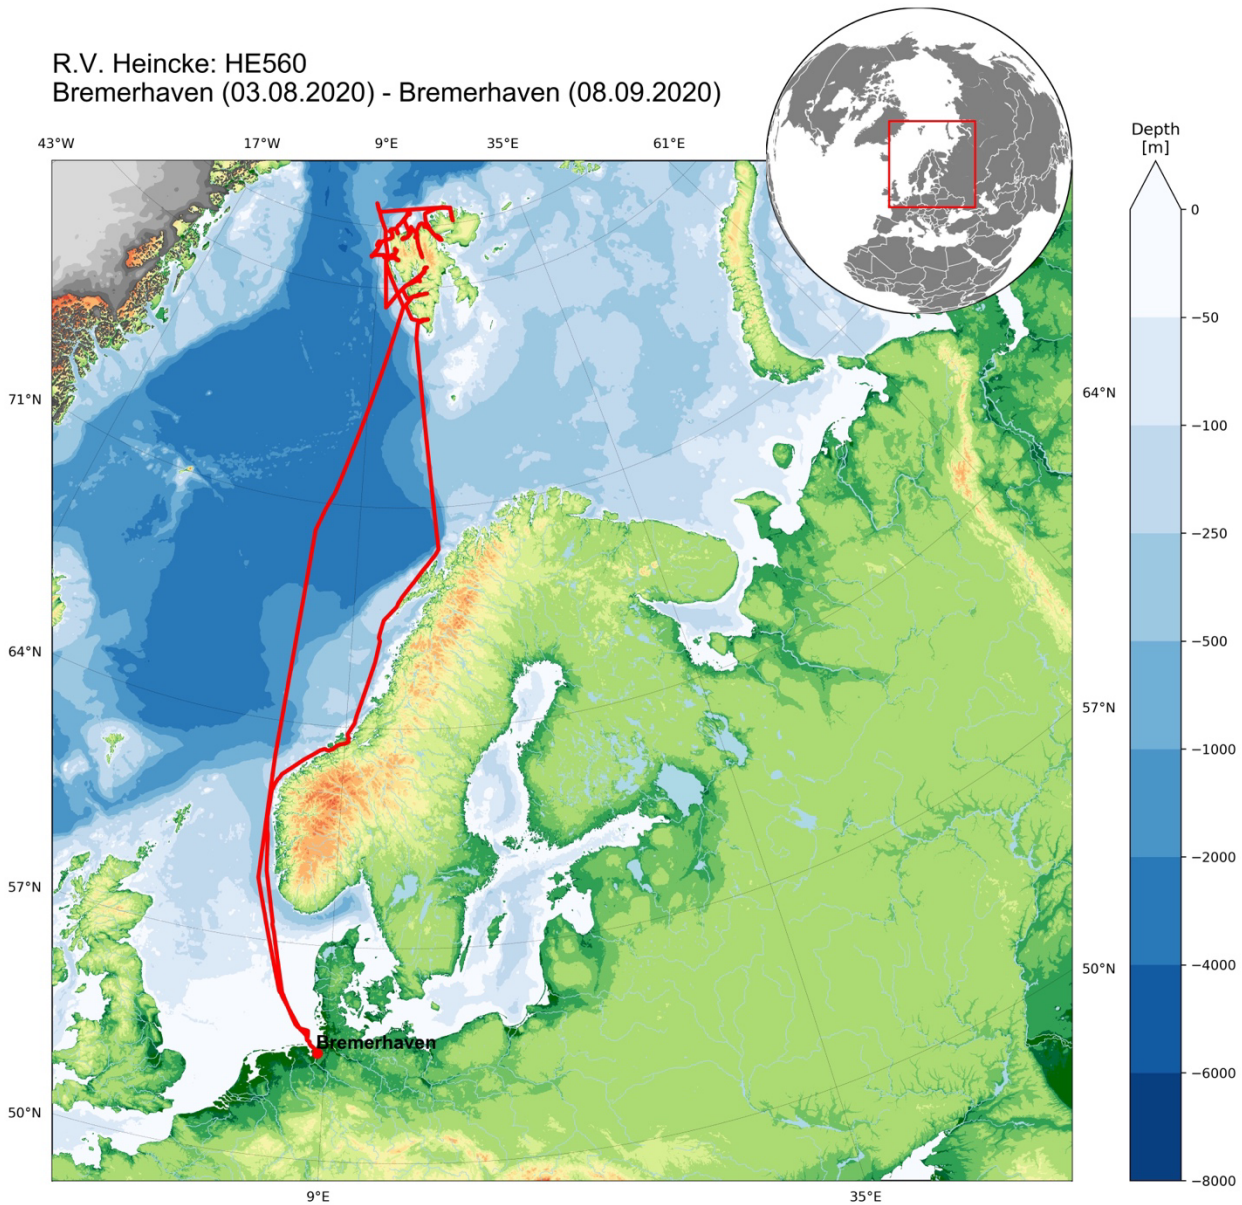 R.V. Heincke: HE560
Bremerhaven (03.08.2020) - Bremerhaven (08.09.2020)
43°W 17°W 9°E 35°E 61°E
Depth
[m]
0
−50
−100
−250
−500
−1000
−2000
−4000
−6000
−8000
71°N
64°N
57°N
50°N
64°N
57°N
50°N
Bremerhaven
9°E 35°E